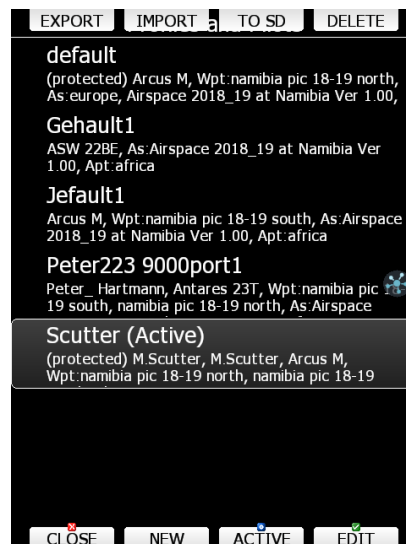 EXPORT IMPORT TO SD DELETE
default
(protected) Arcus M, Wpt:namibia pic 18-19 north,
As:europe, Airspace 2018_19 at Namibia Ver 1.00,
Gehault1
ASW 22BE, As:Airspace 2018_19 at Namibia Ver
1.00, Apt:africa
Jefault1
Arcus M, Wpt:namibia pic 18-19 south, As:Airspace
2018_19 at Namibia Ver 1.00, Apt:africa
Peter223 9000port1
Peter_ Hartmann, Antares 23T, Wpt:namibia pic
19 south, namibia pic 18-19 north, As:Airspace
Scutter (Active)
(protected) M.Scutter, M.Scutter, Arcus M,
Wpt:namibia pic 18-19 north, namibia pic 18-19
CLOSE NEW ACTIVE EDIT